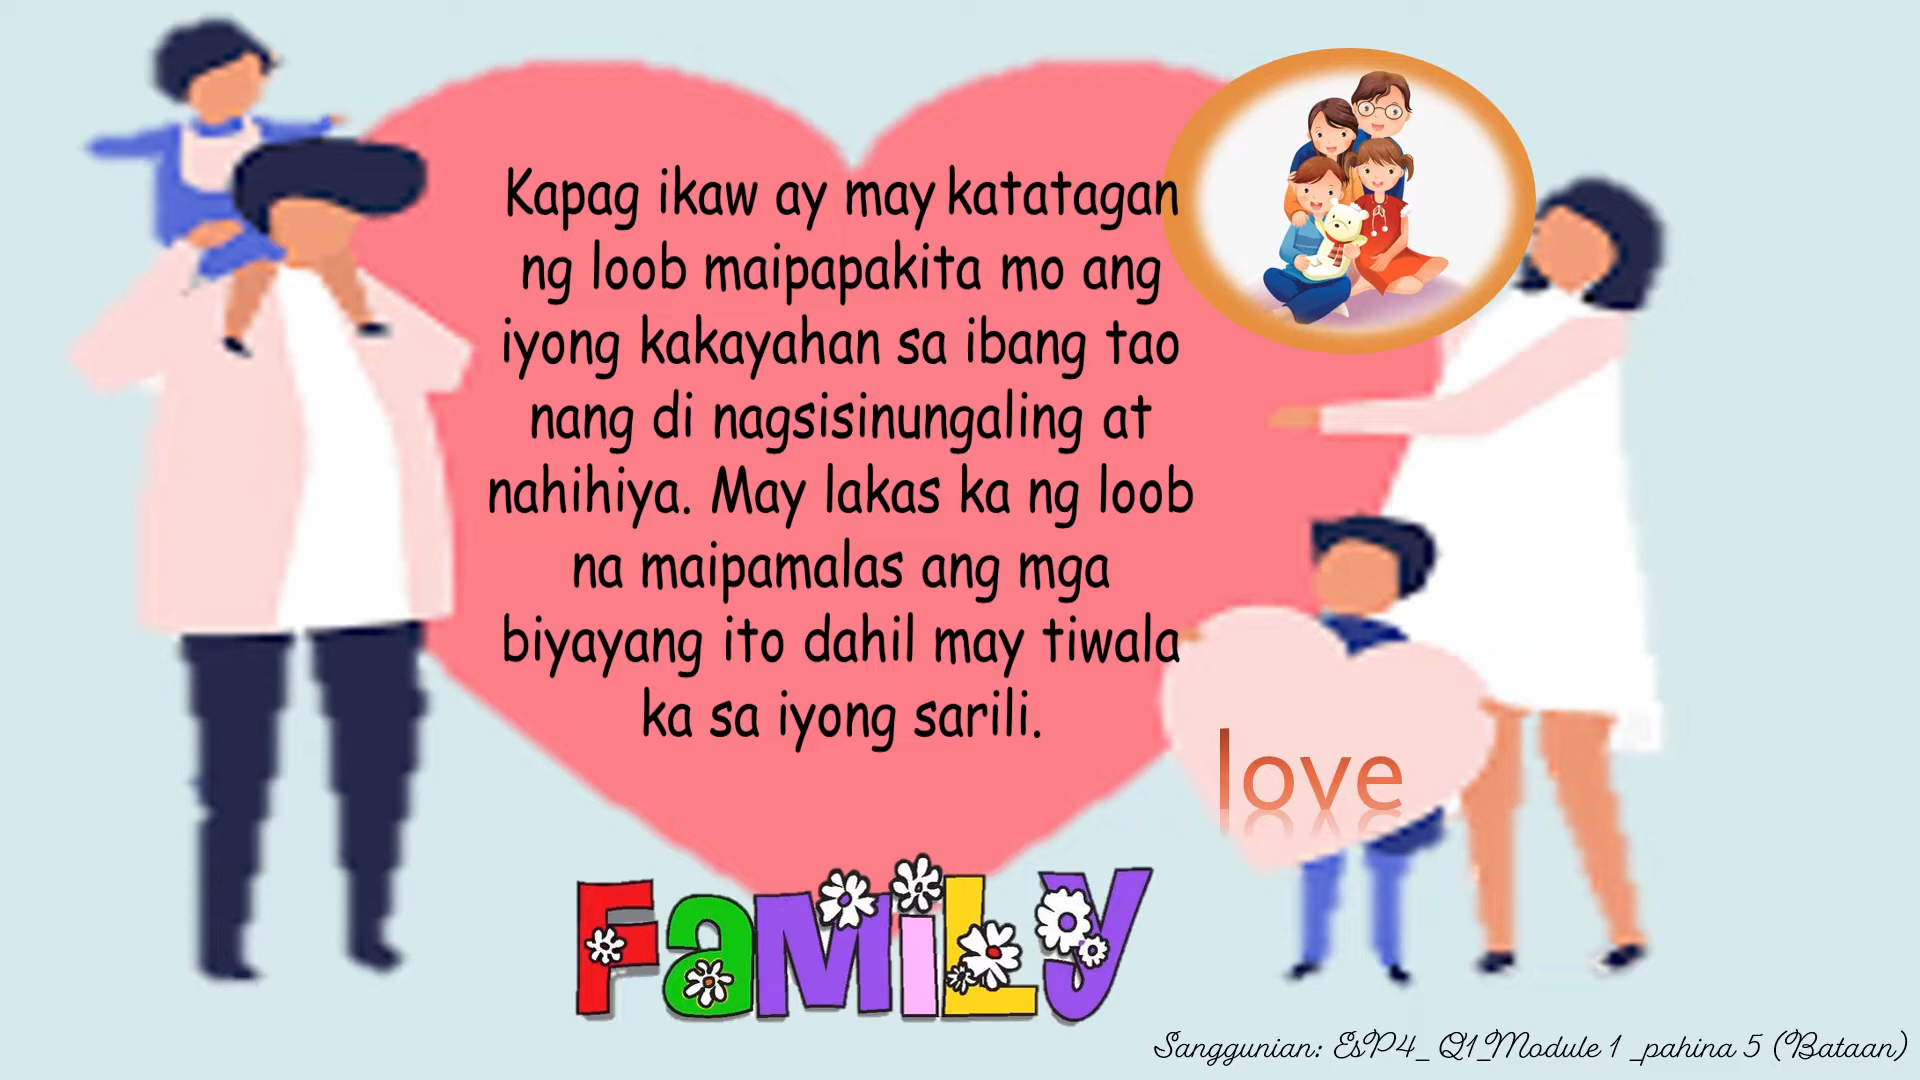 Kapag ikaw ay may katatagan
ng loob maipapakita mo ang
iyong kakayahan sa ibang tao
nang di nagsisinungaling at
nahihiya. May lakas ka ng loob
na maipamalas ang mga
biyayang ito dahil may tiwala
ka sa iyong sarili.
love
FaMiLy
Sanggunian: EsP4_ Q1_Module 1 _pahina 5 (Bataan)